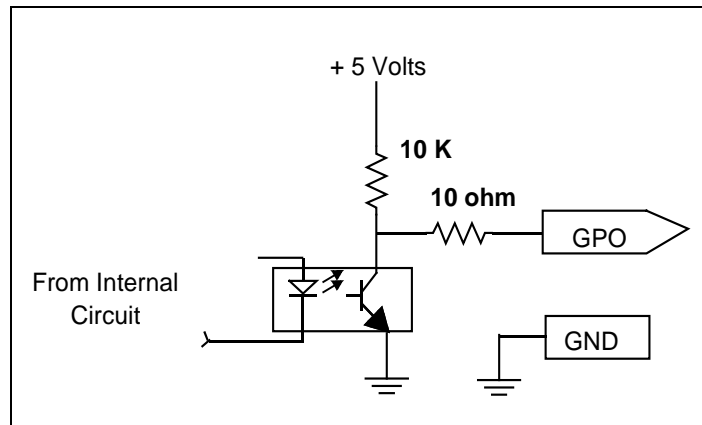 + 5 Volts
10 K
10 ohm
GPO
From Internal
Circuit
GND